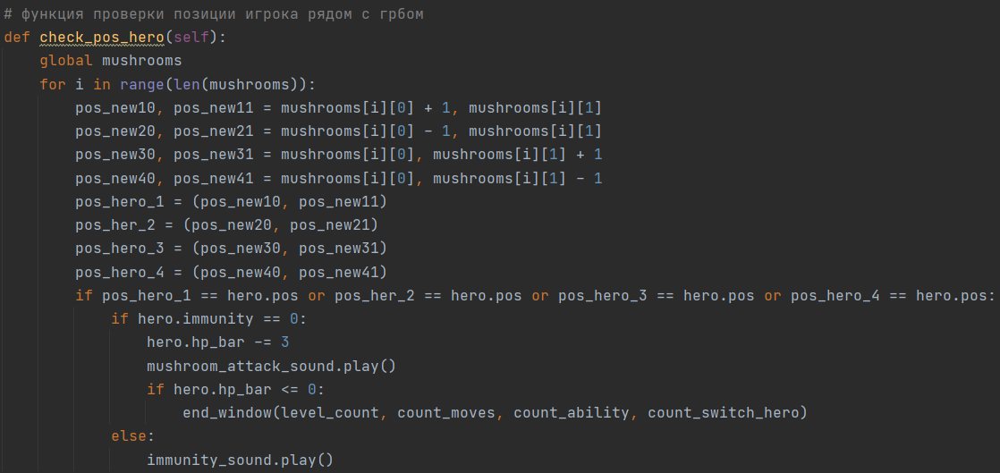 # функция проверки позиции игрока рядом с грбом
def check_pos_hero(self):
    global mushrooms
    for i in range(len(mushrooms)):
        pos_new10, pos_new11 = mushrooms[i][0] + 1, mushrooms[i][1]
        pos_new20, pos_new21 = mushrooms[i][0] - 1, mushrooms[i][1]
        pos_new30, pos_new31 = mushrooms[i][0], mushrooms[i][1] + 1
        pos_new40, pos_new41 = mushrooms[i][0], mushrooms[i][1] - 1
        pos_hero_1 = (pos_new10, pos_new11)
        pos_her_2 = (pos_new20, pos_new21)
        pos_hero_3 = (pos_new30, pos_new31)
        pos_hero_4 = (pos_new40, pos_new41)
        if pos_hero_1 == hero.pos or pos_her_2 == hero.pos or pos_hero_3 == hero.pos or pos_hero_4 == hero.pos:
            if hero.immunity == 0:
                hero.hp_bar -= 3
                mushroom_attack_sound.play()
                if hero.hp_bar <= 0:
                    end_window(level_count, count_moves, count_ability, count_switch_hero)
            else:
                immunity_sound.play()